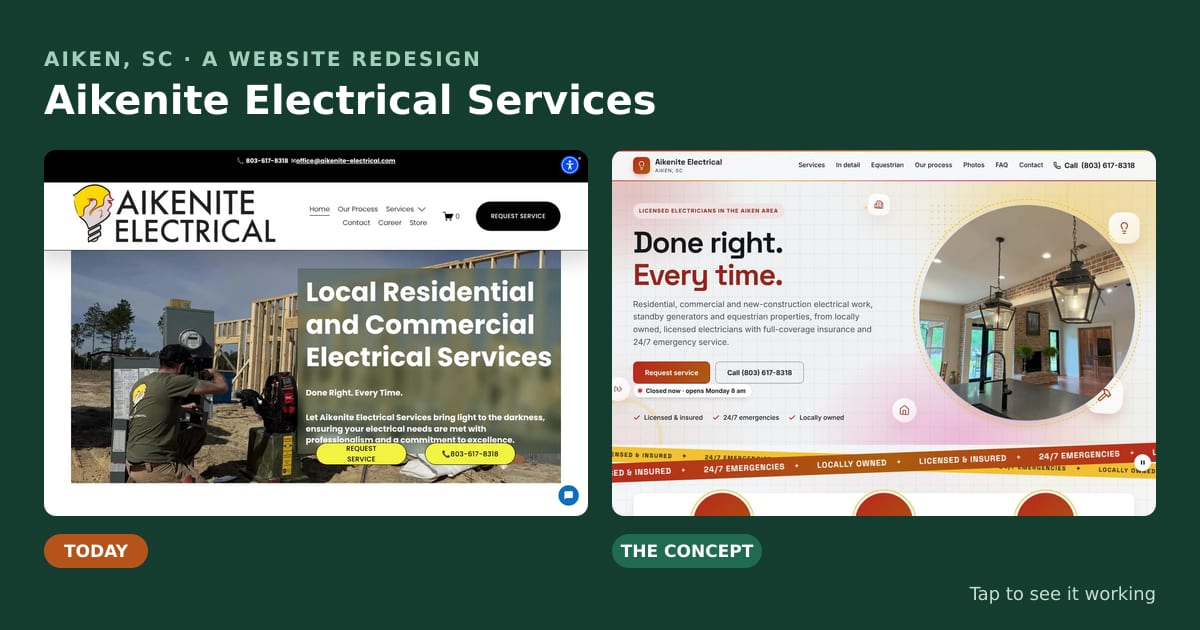 AIKEN, SC · A WEBSITE REDESIGN
Aikenite Electrical Services
803-617-8318 office@aikenite-electrical.com
AIKENITE
ELECTRICAL
Home Our Process Services
Contact Career Store
0
REQUEST SERVICE
Local Residential
and Commercial
Electrical Services
Done Right. Every Time.
Let Aikenite Electrical Services bring light to the darkness,
ensuring your electrical needs are met with
professionalism and a commitment to excellence.
REQUEST
SERVICE
803-617-8318
TODAY
Aikenite Electrical
AIKEN, SC
Services In detail Equestrian Our process Photos FAQ Contact Call (803) 617-8318
LICENSED ELECTRICIANS IN THE AIKEN AREA
Done right.
Every time.
Residential, commercial and new-construction electrical work,
standby generators and equestrian properties, from locally
owned, licensed electricians with full-coverage insurance and
24/7 emergency service.
Request service
Call (803) 617-8318
Closed now · opens Monday 8 am
Licensed & insured 24/7 emergencies Locally owned
ENSED & INSURED 24/7 EMERGENCIES LOCALLY OWNED
ED & INSURED + 24/7 EMERGENCIES + LOCALLY OWNED + LICENSED & INSURED + 24/7 EMERGENCIES +
THE CONCEPT
Tap to see it working